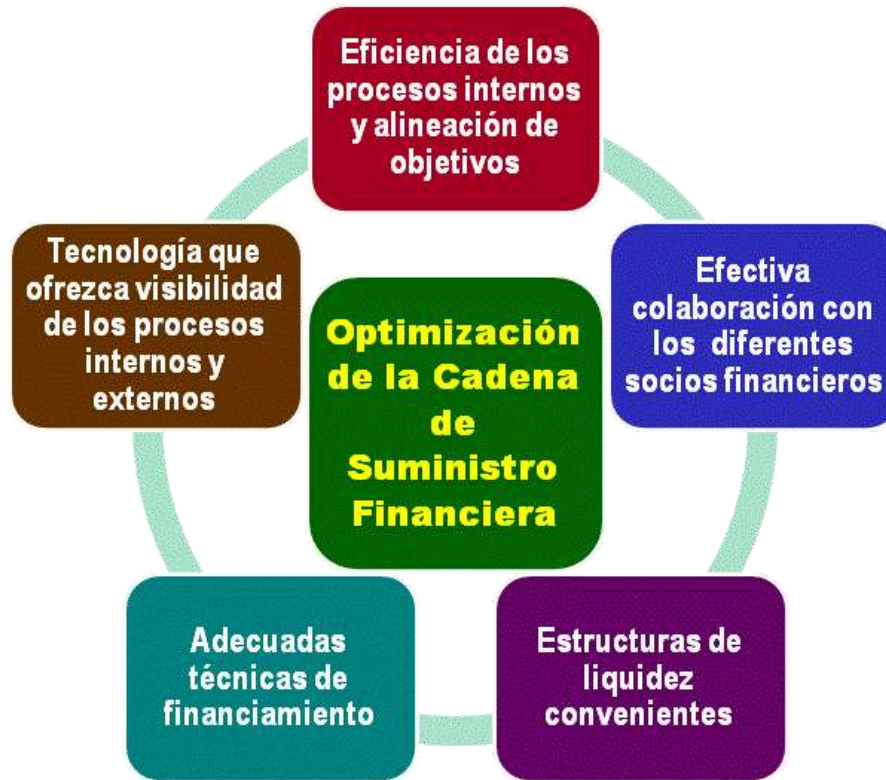 Eficiencia de los
procesos internos
y alineación de
objetivos
Tecnología que
ofrezca visibilidad
de los procesos
internos y
externos
Optimización
de la Cadena
de
Suministro
Financiera
Efectiva
colaboración con
los diferentes
socios financieros
Adecuadas
técnicas de
financiamiento
Estructuras de
liquidez
convenientes